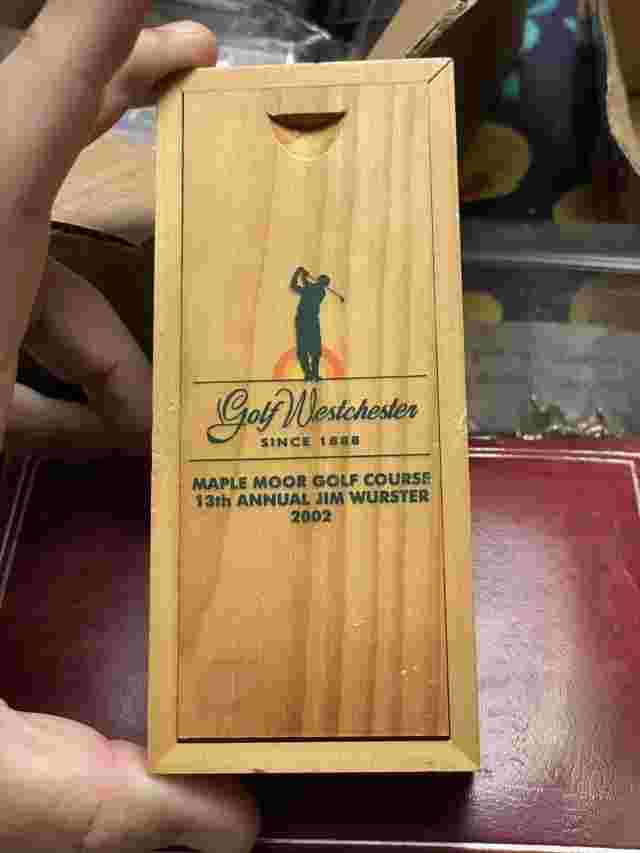 Golf Westchester
SINCE 1888
MAPLE MOOR GOLF COURSE
13th ANNUAL JIM WURSTER
2002